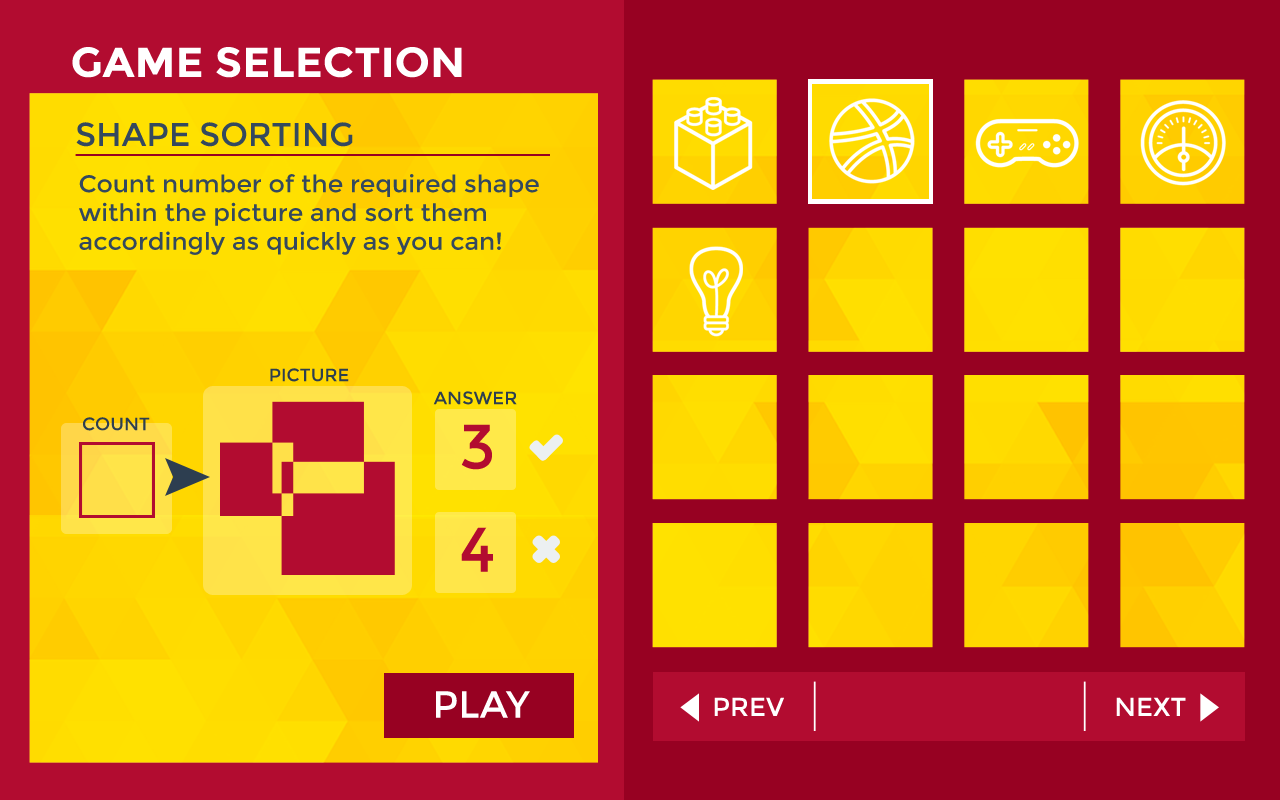 GAME SELECTION
SHAPE SORTING
Count number of the required shape
within the picture and sort them
accordingly as quickly as you can!
COUNT
PICTURE
ANSWER
3
4
PLAY
PREV
NEXT